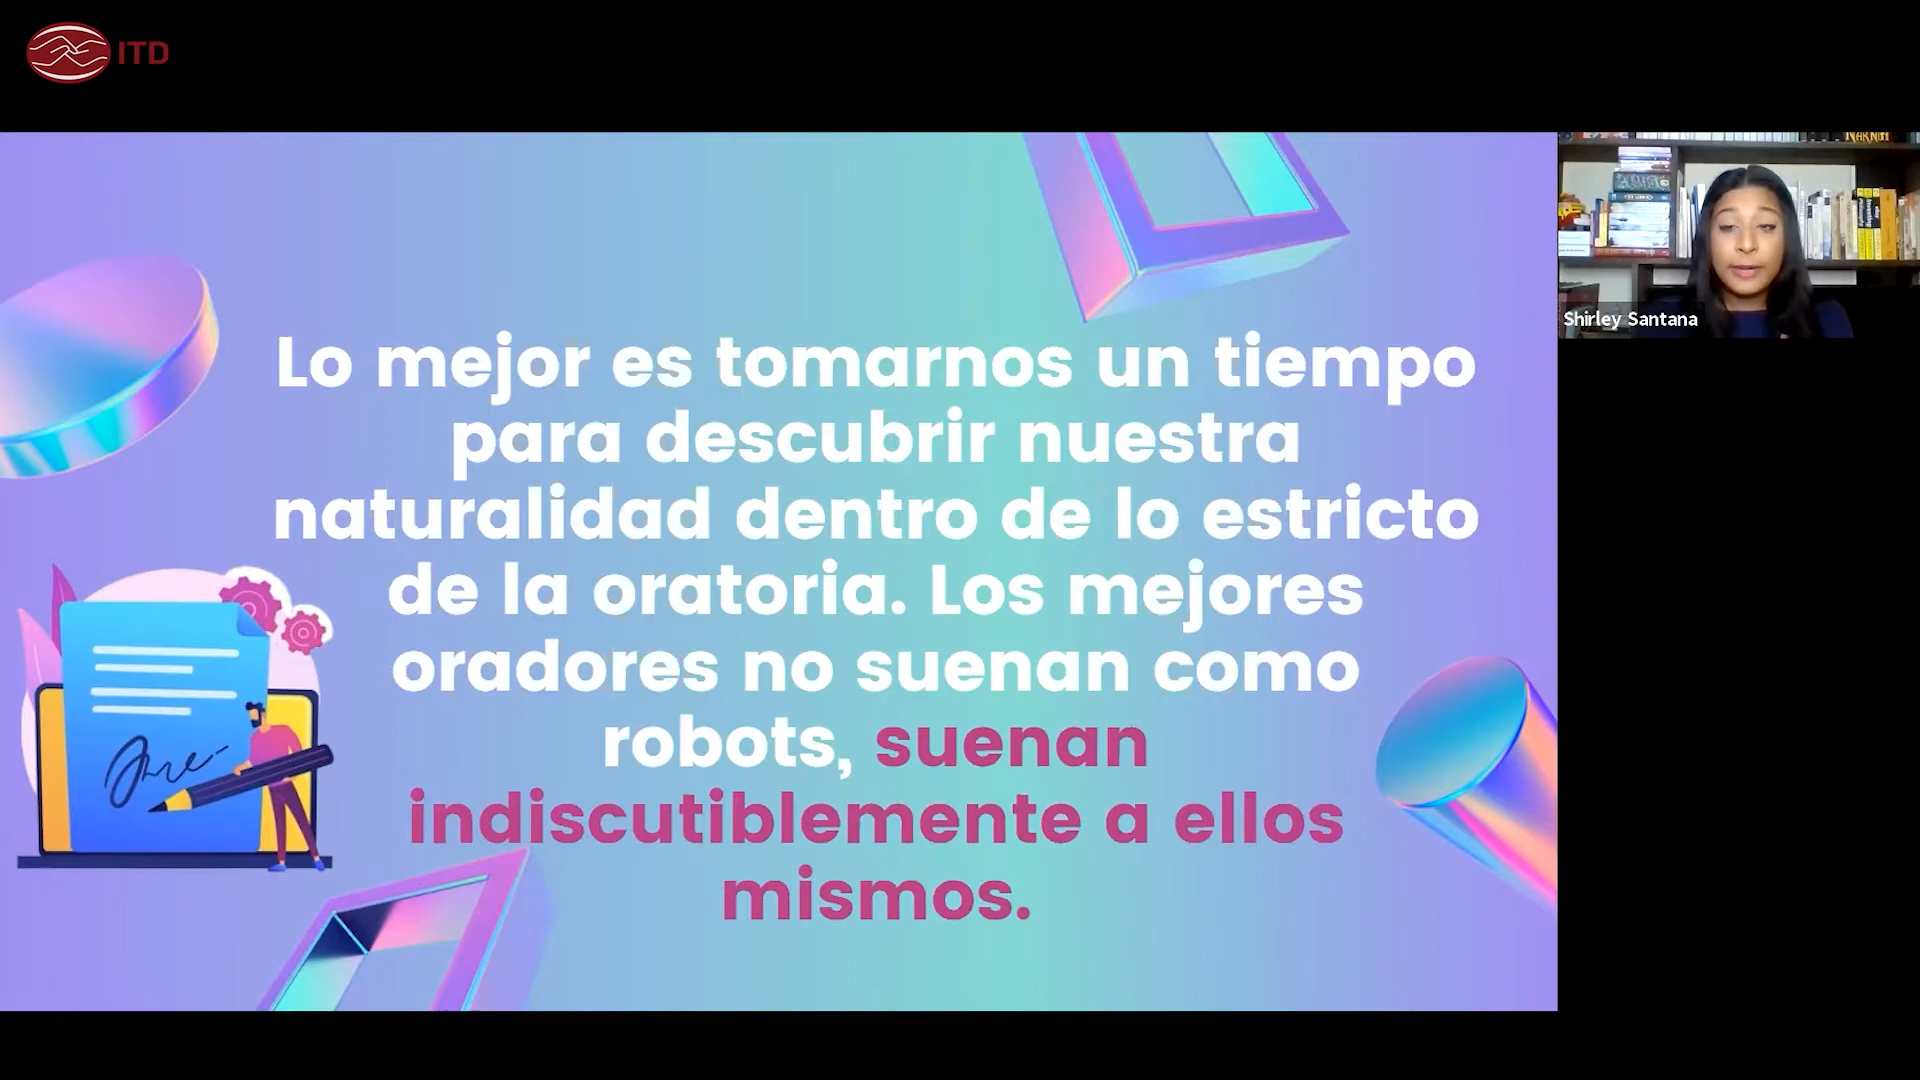 ITD
Lo mejor es tomarnos un tiempo
para descubrir nuestra
naturalidad dentro de lo estricto
de la oratoria. Los mejores
oradores no suenan como
robots, suenan
indiscutiblemente a ellos
mismos.
NARNIA
Shirley Santana